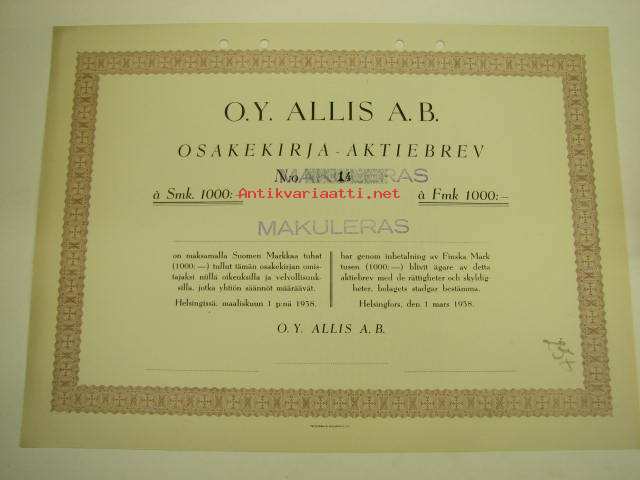 O.Y. ALLIS A.B.
OSAKEKIRJA - AKTIEBREV
N:o 14 MAKULERAS
à Smk. 1000:— à Fmk 1000:—
Antikvariaatti.net
MAKULERAS
on maksamalla Suomen Markkaa tuhat
(1000:—) tullut tämän osakekirjan omis-
tajaksi niillä oikeuksilla ja velvollisuuk-
silla, jotka yhtiön säännöt määräävät.
Helsingissä, maaliskuun 1 p:nä 1938.
har genom inbetalning av Finska Mark
tusen (1000:—) blivit ägare av detta
aktiebrev med de rättigheter och skyldig-
heter, bolagets stadgar bestämma.
Helsingfors, den 1 mars 1938.
O.Y. ALLIS A.B.